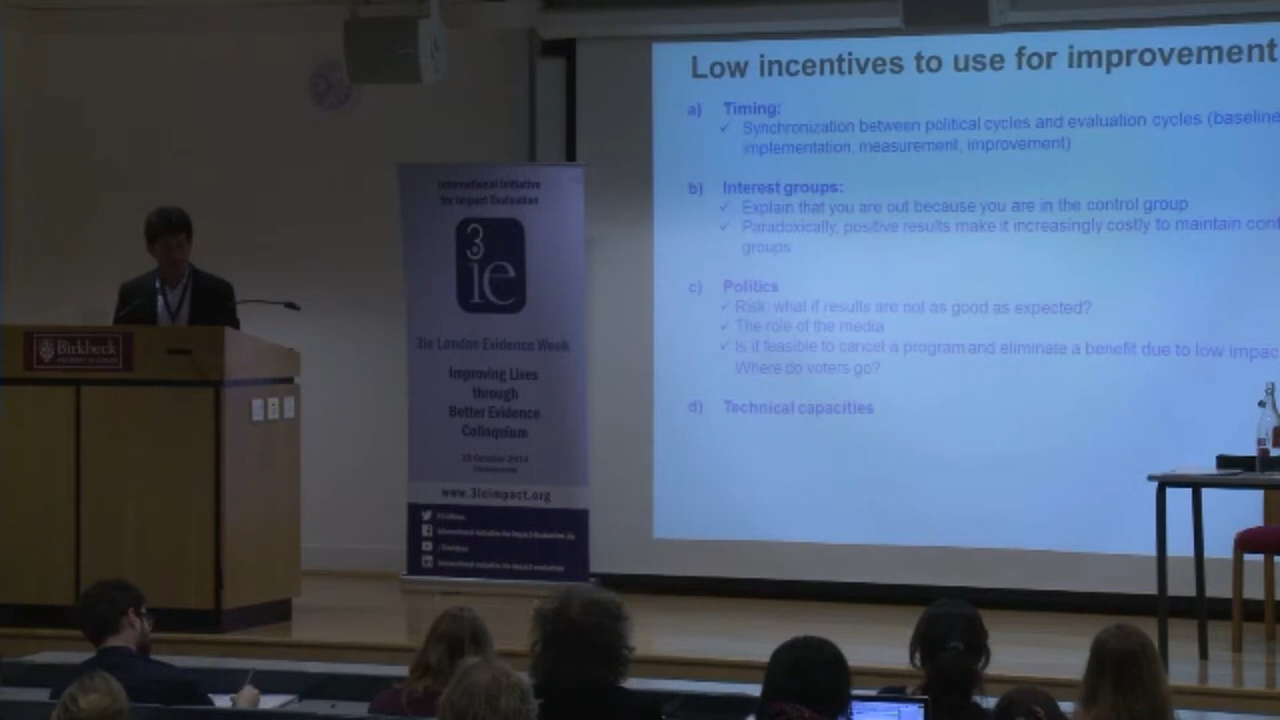 Low incentives to use for improvement
a) Timing:
✓ Synchronization between political cycles and evaluation cycles (baseline
implementation, measurement, improvement)
b) Interest groups:
✓ Explain that you are out because you are in the control group
✓ Paradoxically, positive results make it increasingly costly to maintain
groups
c) Politics
✓ Risk: what if results are not as good as expected?
✓ The role of the media
✓ Is it feasible to cancel a program and eliminate a benefit due to low impac
Where do voters go?
d) Technical capacities
International Initiative
for Impact Evaluation
3
ie
3ie London Evidence Week
Improving Lives
through
Better Evidence
Colloquium
www.3ieimpact.org
Birkbeck